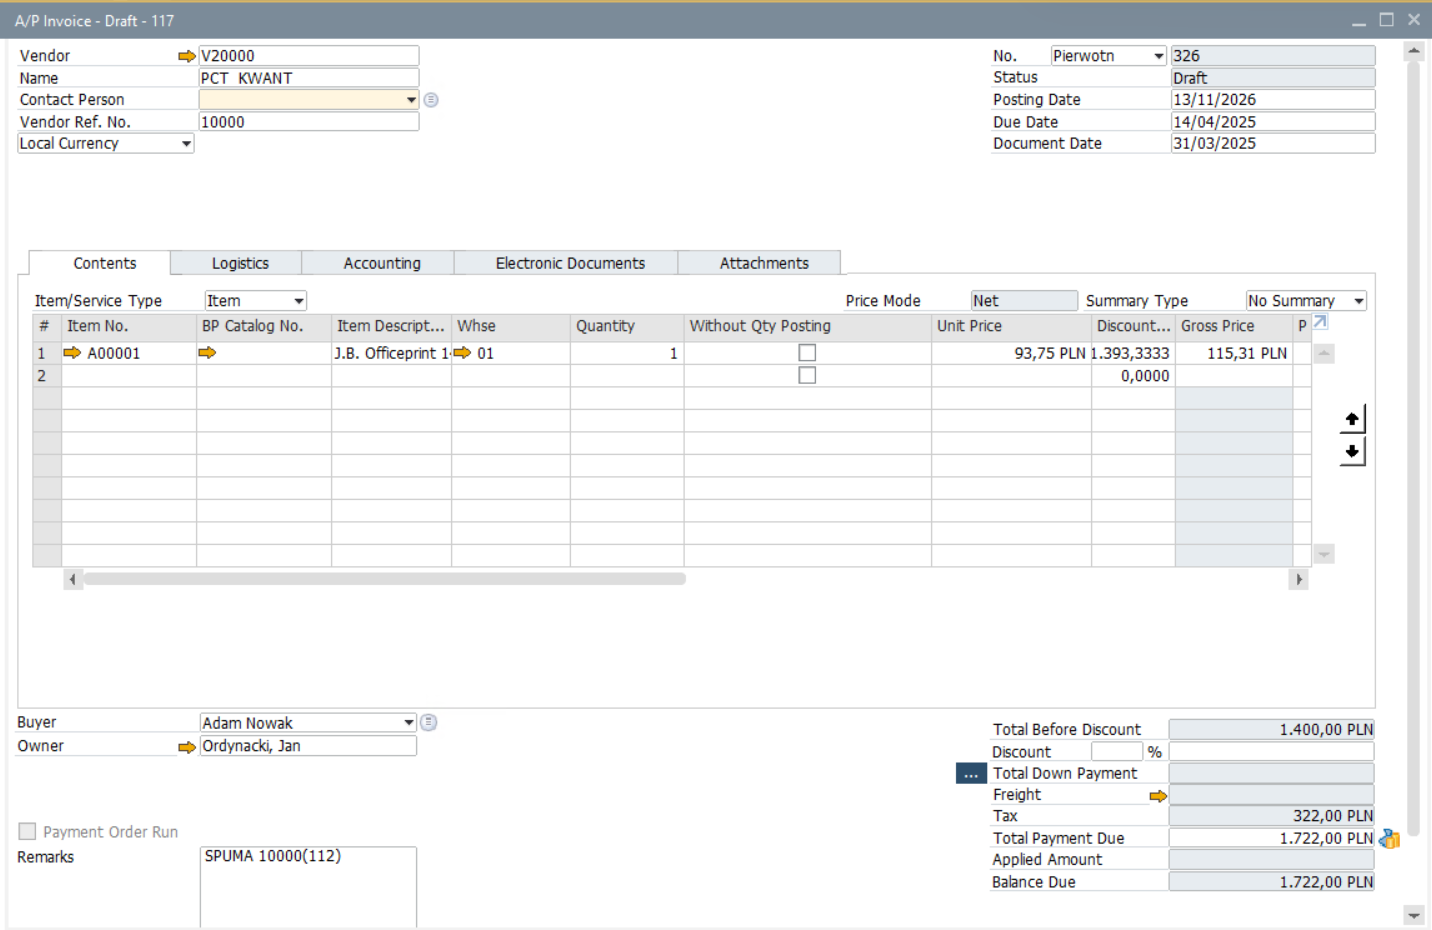 A/P Invoice - Draft - 117
Vendor V20000
Name PCT KWANT
Contact Person
Vendor Ref. No. 10000
Local Currency
No. Pierwotn 326
Status Draft
Posting Date 13/11/2026
Due Date 14/04/2025
Document Date 31/03/2025
Contents Logistics Accounting Electronic Documents Attachments
Item/Service Type Item Price Mode Net Summary Type No Summary
# Item No. BP Catalog No. Item Descript... Whse Quantity Without Qty Posting Unit Price Discount... Gross Price P
1 A00001 J.B. Officeprint 1 01 1 93,75 PLN 1.393,3333 115,31 PLN
2 0,0000
Buyer Adam Nowak
Owner Ordynacki, Jan
Payment Order Run
Remarks SPUMA 10000(112)
Total Before Discount 1.400,00 PLN
Discount %
... Total Down Payment
Freight
Tax 322,00 PLN
Total Payment Due 1.722,00 PLN
Applied Amount
Balance Due 1.722,00 PLN